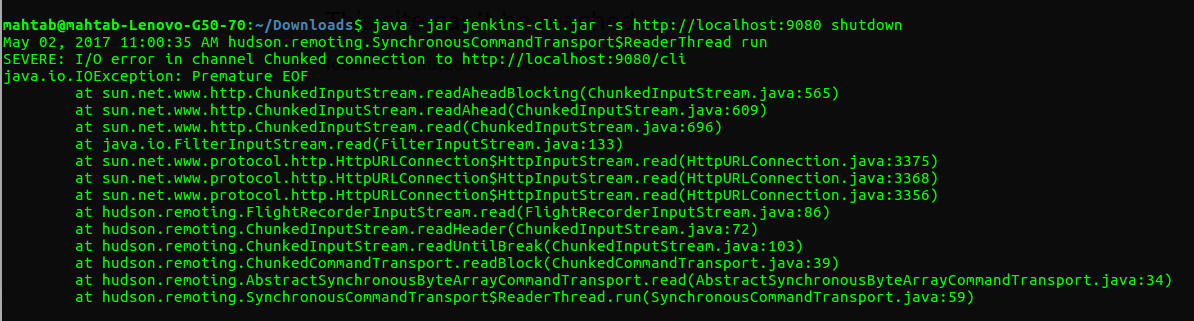 mahtab@mahtab-Lenovo-G50-70:~/Downloads$ java -jar jenkins-cli.jar -s http://localhost:9080 shutdown
May 02, 2017 11:00:35 AM hudson.remoting.SynchronousCommandTransport$ReaderThread run
SEVERE: I/O error in channel Chunked connection to http://localhost:9080/cli
java.io.IOException: Premature EOF
        at sun.net.www.http.ChunkedInputStream.readAheadBlocking(ChunkedInputStream.java:565)
        at sun.net.www.http.ChunkedInputStream.readAhead(ChunkedInputStream.java:609)
        at sun.net.www.http.ChunkedInputStream.read(ChunkedInputStream.java:696)
        at java.io.FilterInputStream.read(FilterInputStream.java:133)
        at sun.net.www.protocol.http.HttpURLConnection$HttpInputStream.read(HttpURLConnection.java:3375)
        at sun.net.www.protocol.http.HttpURLConnection$HttpInputStream.read(HttpURLConnection.java:3368)
        at sun.net.www.protocol.http.HttpURLConnection$HttpInputStream.read(HttpURLConnection.java:3356)
        at hudson.remoting.FlightRecorderInputStream.read(FlightRecorderInputStream.java:86)
        at hudson.remoting.ChunkedInputStream.readHeader(ChunkedInputStream.java:72)
        at hudson.remoting.ChunkedInputStream.readUntilBreak(ChunkedInputStream.java:103)
        at hudson.remoting.ChunkedCommandTransport.readBlock(ChunkedCommandTransport.java:39)
        at hudson.remoting.AbstractSynchronousByteArrayCommandTransport.read(AbstractSynchronousByteArrayCommandTransport.java:34)
        at hudson.remoting.SynchronousCommandTransport$ReaderThread.run(SynchronousCommandTransport.java:59)